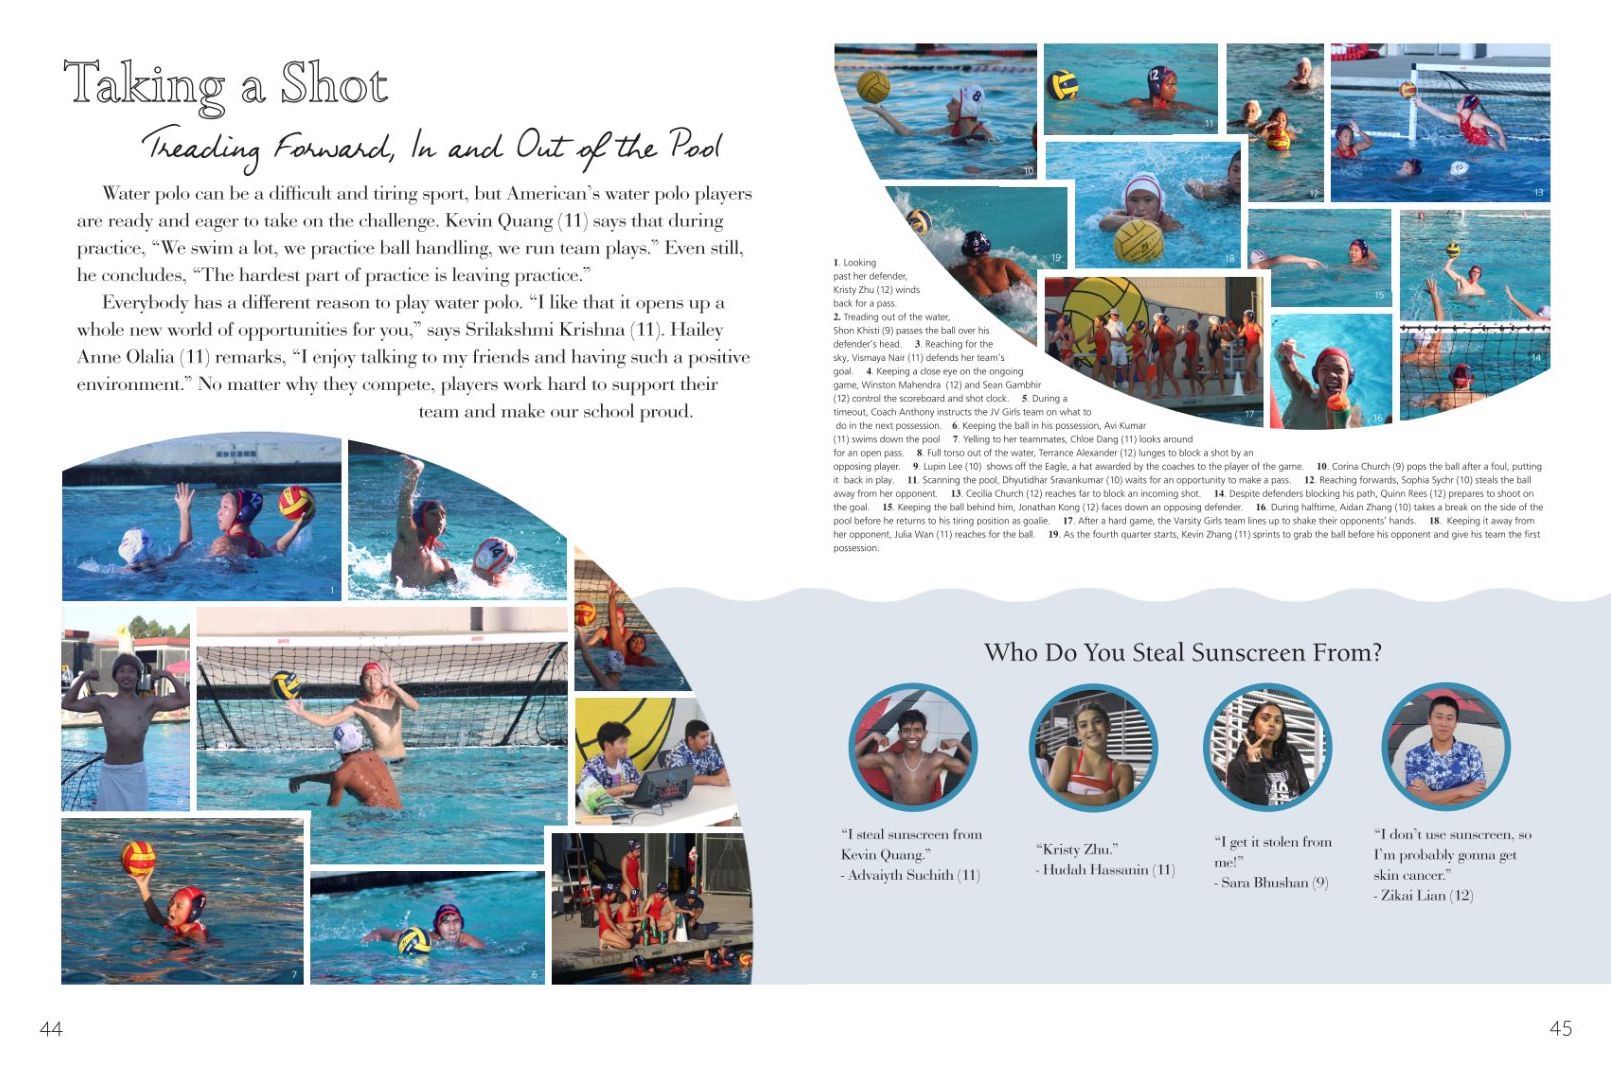 Taking a Shot
Treading Forward, In and Out of the Pool
Water polo can be a difficult and tiring sport, but American's water polo players
are ready and eager to take on the challenge. Kevin Quang (11) says that during
practice, “We swim a lot, we practice ball handling, we run team plays.” Even still,
he concludes, “The hardest part of practice is leaving practice.”
Everybody has a different reason to play water polo. “I like that it opens up a
whole new world of opportunities for you,” says Srilakshmi Krishna (11). Hailey
Anne Olalia (11) remarks, “I enjoy talking to my friends and having such a positive
environment.” No matter why they compete, players work hard to support their
team and make our school proud.
1
2
3
4
5
6
7
8
9
44
10
11
12
13
14
15
16
17
18
19
1. Looking
past her defender,
Kristy Zhu (12) winds
back for a pass.
2. Treading out of the water,
Shon Khisti (9) passes the ball over his
defender's head. 3. Reaching for the
sky, Vismaya Nair (11) defends her team's
goal. 4. Keeping a close eye on the ongoing
game, Winston Mahendra (12) and Sean Gambhir
(12) control the scoreboard and shot clock. 5. During a
timeout, Coach Anthony instructs the JV Girls team on what to
do in the next possession. 6. Keeping the ball in his possession, Avi Kumar
(11) swims down the pool 7. Yelling to her teammates, Chloe Dang (11) looks around
for an open pass. 8. Full torso out of the water, Terrance Alexander (12) lunges to block a shot by an
opposing player. 9. Lupin Lee (10) shows off the Eagle, a hat awarded by the coaches to the player of the game. 10. Corina Church (9) pops the ball after a foul, putting
it back in play. 11. Scanning the pool, Dhyutidhar Sravankumar (10) waits for an opportunity to make a pass. 12. Reaching forwards, Sophia Sychr (10) steals the ball
away from her opponent. 13. Cecilia Church (12) reaches far to block an incoming shot. 14. Despite defenders blocking his path, Quinn Rees (12) prepares to shoot on
the goal. 15. Keeping the ball behind him, Jonathan Kong (12) faces down an opposing defender. 16. During halftime, Aidan Zhang (10) takes a break on the side of the
pool before he returns to his tiring position as goalie. 17. After a hard game, the Varsity Girls team lines up to shake their opponents' hands. 18. Keeping it away from
her opponent, Julia Wan (11) reaches for the ball. 19. As the fourth quarter starts, Kevin Zhang (11) sprints to grab the ball before his opponent and give his team the first
possession.
Who Do You Steal Sunscreen From?
“I steal sunscreen from
Kevin Quang.”
- Advaiyth Suchith (11)
“Kristy Zhu.”
- Hudah Hassanin (11)
“I get it stolen from
me!”
- Sara Bhushan (9)
“I don't use sunscreen, so
I'm probably gonna get
skin cancer.”
- Zikai Lian (12)
45